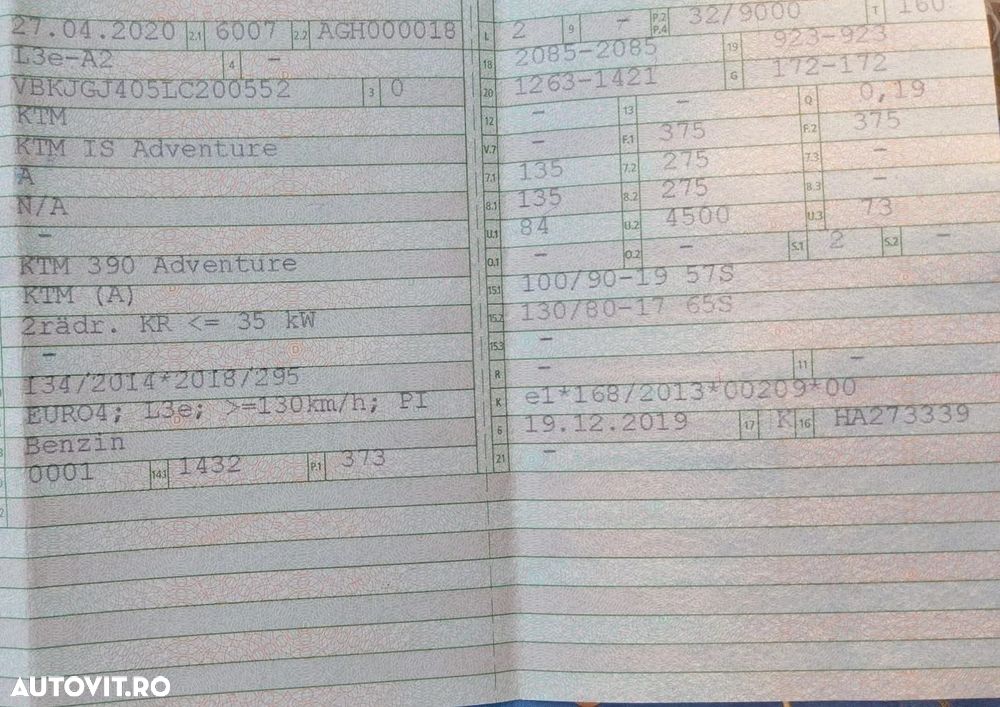 27.04.2020 2.1 6007 2.2 AGH000018
L3e-A2 4 -
VBKJGJ405LC200552 3 0
KTM
KTM IS Adventure
A
N/A
-
KTM 390 Adventure
KTM (A)
2rädr. KR <= 35 kW
-
134/2014*2018/295
EURO4; L3e; >=130km/h; PI
Benzin
0001 14.1 1432 P.1 373
L 2 9 - P.2 P.4 32/9000 T 160
18 2085-2085 19 923-923
20 1263-1421 G 172-172
12 - 13 - Q 0,19
V.7 - F.1 375 F.2 375
7.1 135 7.2 275 7.3 -
8.1 135 8.2 275 8.3 -
U.1 84 U.2 4500 U.3 73
O.1 - O.2 - S.1 2 S.2 -
15.1 100/90-19 57S
15.2 130/80-17 65S
15.3 -
R - 11 -
K e1*168/2013*00209*00
6 19.12.2019 17 K 16 HA273339
21 -
AUTOVIT.RO